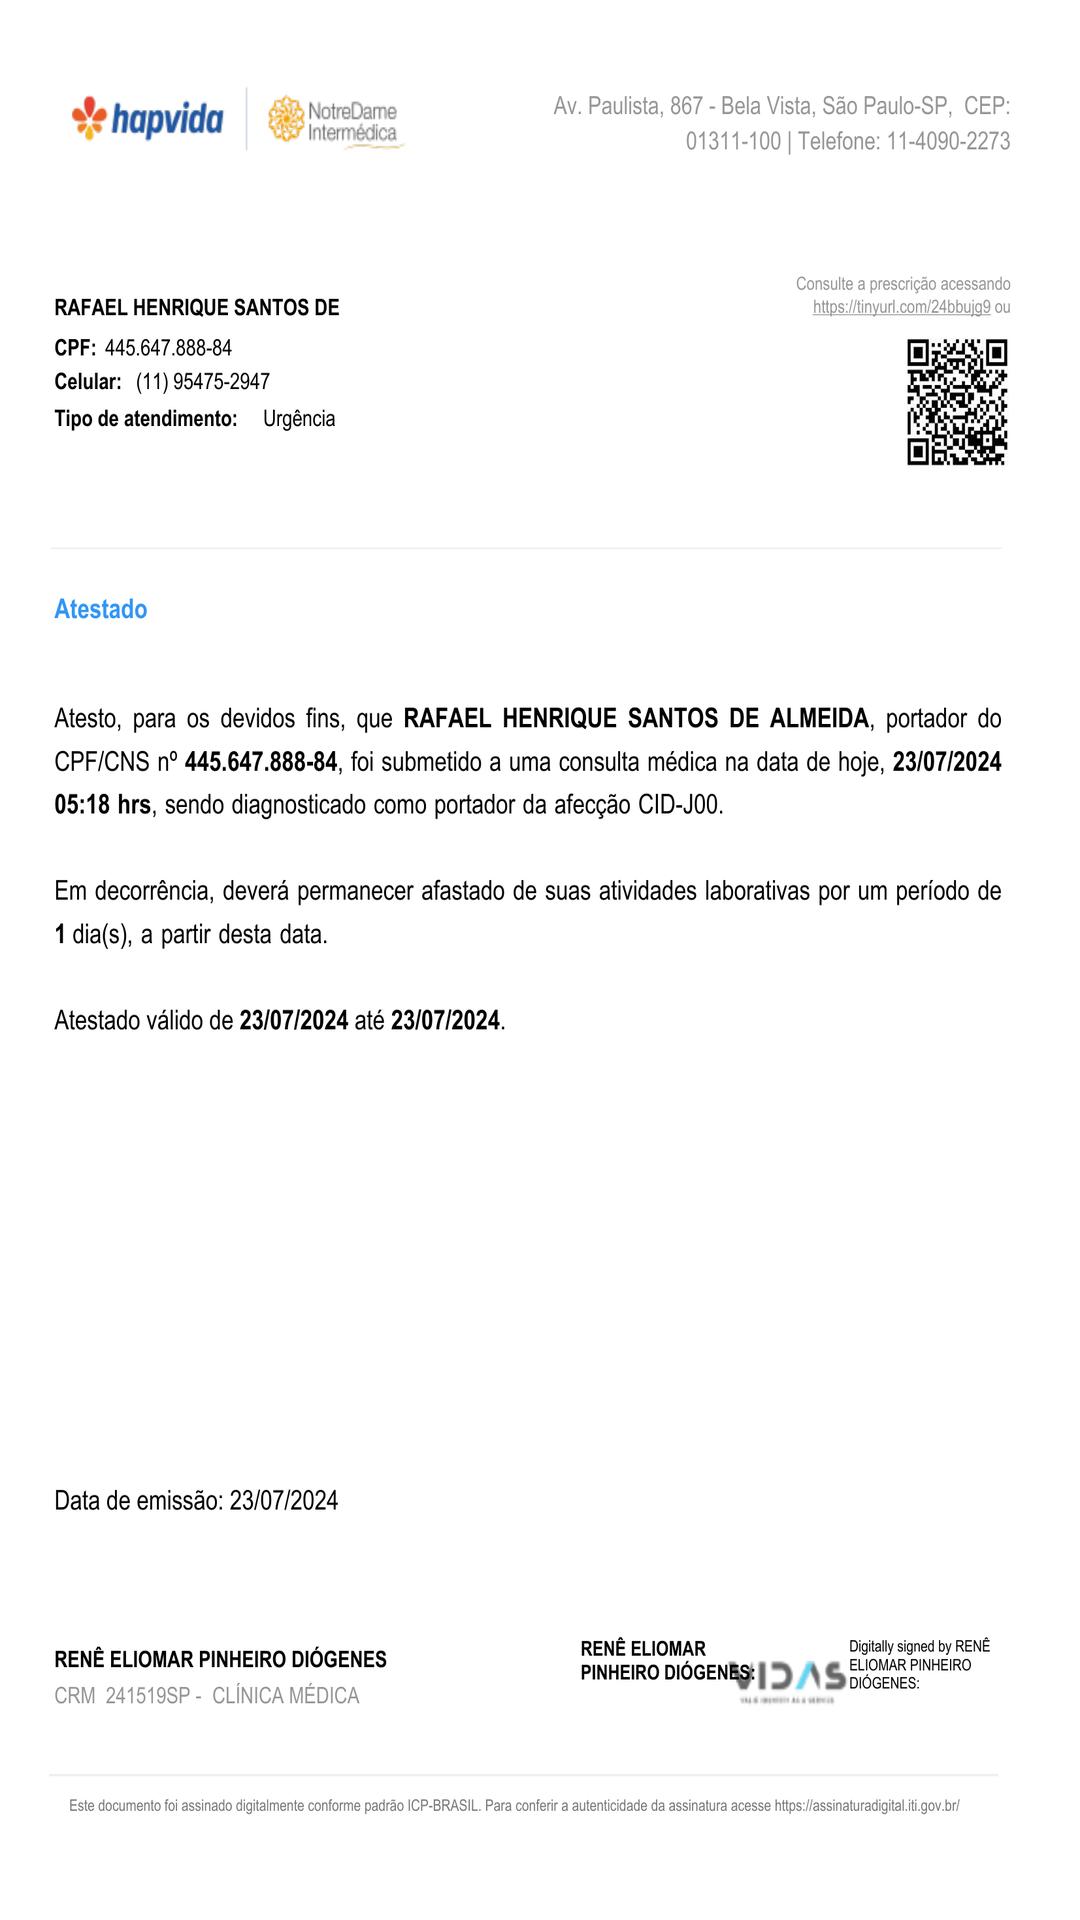 hapvida
NotreDame
Intermédica
Av. Paulista, 867 - Bela Vista, São Paulo-SP, CEP:
01311-100 | Telefone: 11-4090-2273
Consulte a prescrição acessando
https://tinyurl.com/24bbujg9 ou
RAFAEL HENRIQUE SANTOS DE
CPF: 445.647.888-84
Celular: (11) 95475-2947
Tipo de atendimento: Urgência
Atestado
Atesto, para os devidos fins, que RAFAEL HENRIQUE SANTOS DE ALMEIDA, portador do
CPF/CNS nº 445.647.888-84, foi submetido a uma consulta médica na data de hoje, 23/07/2024
05:18 hrs, sendo diagnosticado como portador da afecção CID-J00.
Em decorrência, deverá permanecer afastado de suas atividades laborativas por um período de
1 dia(s), a partir desta data.
Atestado válido de 23/07/2024 até 23/07/2024.
Data de emissão: 23/07/2024
RENÊ ELIOMAR PINHEIRO DIÓGENES
CRM 241519SP - CLÍNICA MÉDICA
RENÊ ELIOMAR
PINHEIRO DIÓGENES:
VIDAS
Digitally signed by RENÊ
ELIOMAR PINHEIRO
DIÓGENES:
Este documento foi assinado digitalmente conforme padrão ICP-BRASIL. Para conferir a autenticidade da assinatura acesse https://assinaturadigital.iti.gov.br/